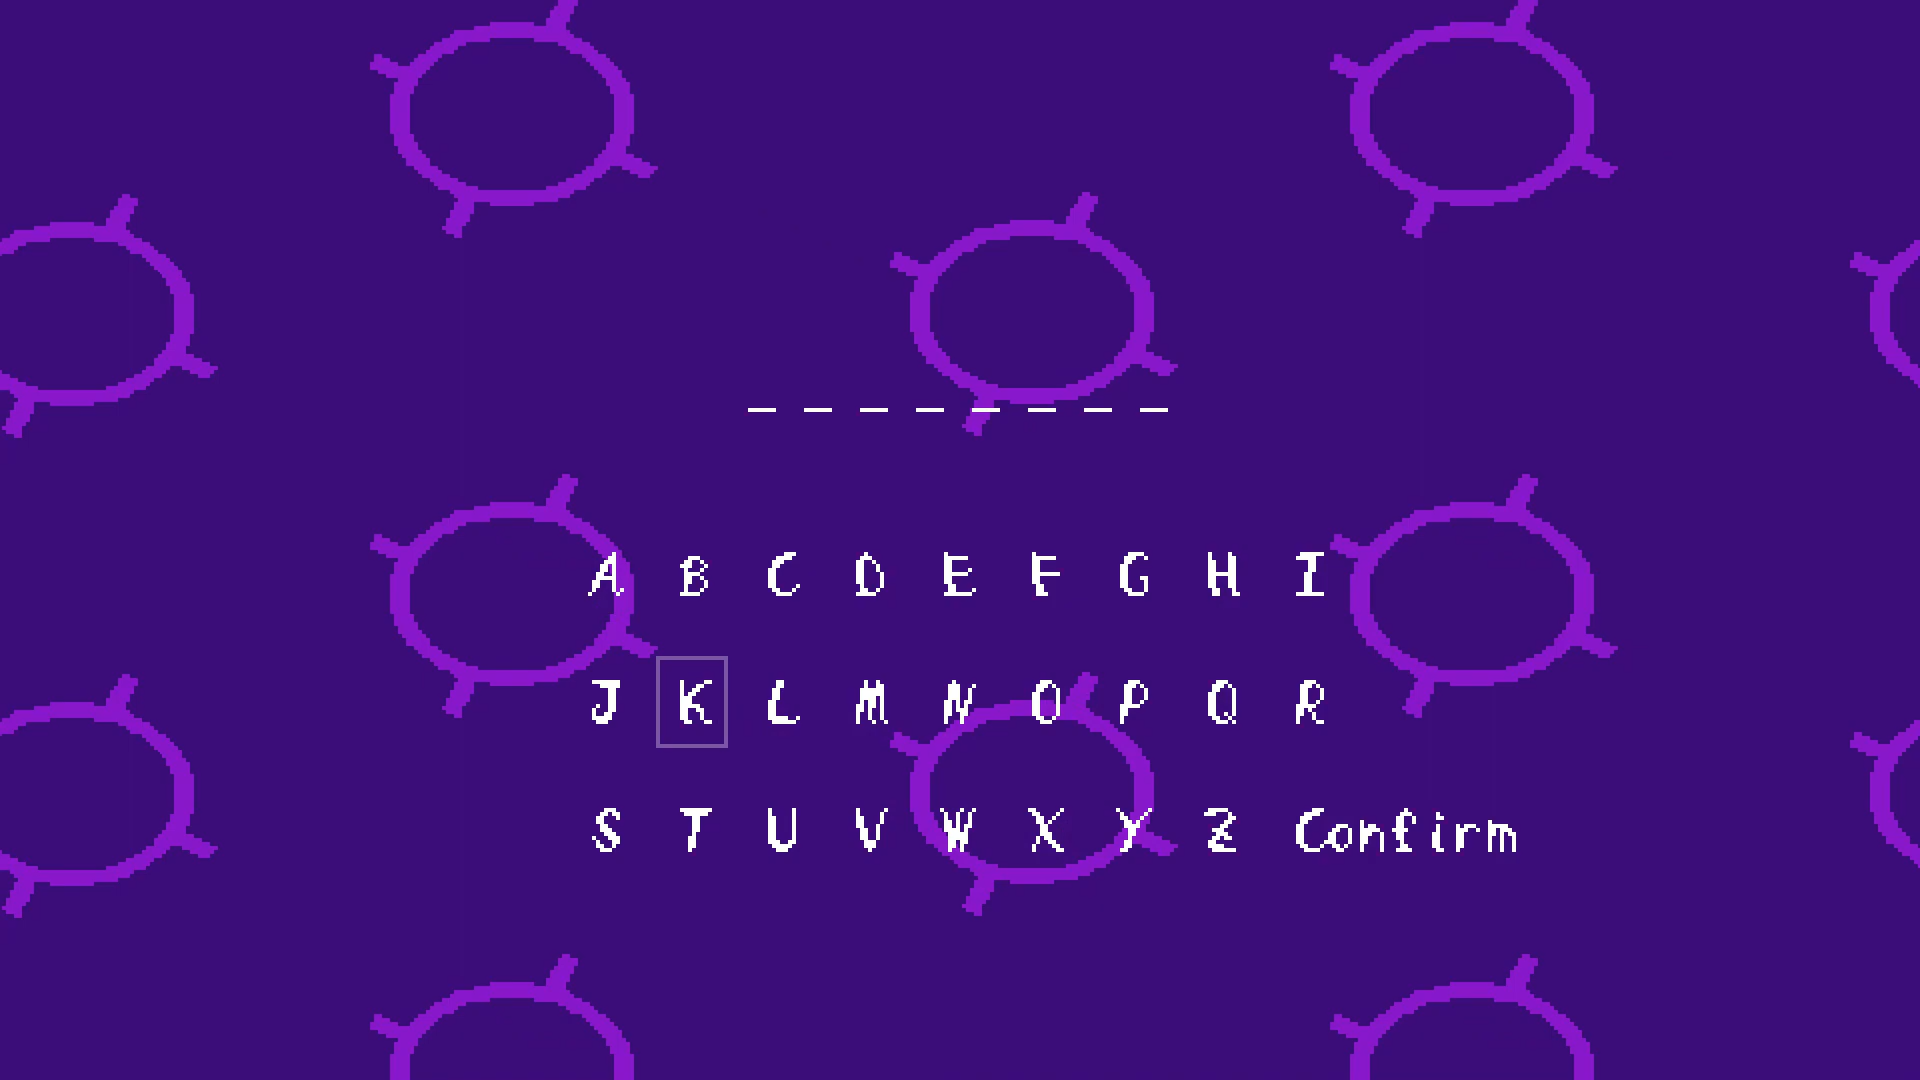 _ _ _ _ _ _ _ _
A B C D E F G H I
J K L M N O P Q R
S T U V W X Y Z Confirm